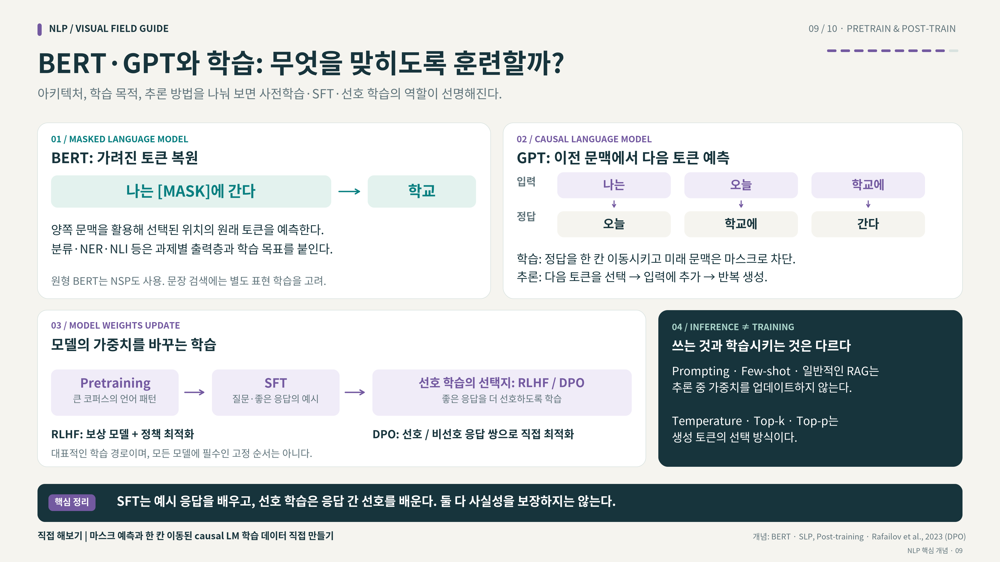 NLP / VISUAL FIELD GUIDE
09 / 10 · PRETRAIN & POST-TRAIN
BERT·GPT와 학습: 무엇을 맞히도록 훈련할까?
아키텍처, 학습 목적, 추론 방법을 나눠 보면 사전학습·SFT·선호 학습의 역할이 선명해진다.
01 / MASKED LANGUAGE MODEL
BERT: 가려진 토큰 복원
나는 [MASK]에 간다 → 학교
양쪽 문맥을 활용해 선택된 위치의 원래 토큰을 예측한다.
분류·NER·NLI 등은 과제별 출력층과 학습 목표를 붙인다.
원형 BERT는 NSP도 사용. 문장 검색에는 별도 표현 학습을 고려.
02 / CAUSAL LANGUAGE MODEL
GPT: 이전 문맥에서 다음 토큰 예측
입력 나는 오늘 학교에
↓ ↓ ↓
정답 오늘 학교에 간다
학습: 정답을 한 칸 이동시키고 미래 문맥은 마스크로 차단.
추론: 다음 토큰을 선택 → 입력에 추가 → 반복 생성.
03 / MODEL WEIGHTS UPDATE
모델의 가중치를 바꾸는 학습
Pretraining → SFT → 선호 학습의 선택지: RLHF / DPO
큰 코퍼스의 언어 패턴 질문·좋은 응답의 예시 좋은 응답을 더 선호하도록 학습
RLHF: 보상 모델 + 정책 최적화 DPO: 선호 / 비선호 응답 쌍으로 직접 최적화
대표적인 학습 경로이며, 모든 모델에 필수인 고정 순서는 아니다.
04 / INFERENCE ≠ TRAINING
쓰는 것과 학습시키는 것은 다르다
Prompting · Few-shot · 일반적인 RAG는
추론 중 가중치를 업데이트하지 않는다.
Temperature · Top-k · Top-p는
생성 토큰의 선택 방식이다.
핵심 정리 SFT는 예시 응답을 배우고, 선호 학습은 응답 간 선호를 배운다. 둘 다 사실성을 보장하지는 않는다.
직접 해보기 | 마스크 예측과 한 칸 이동된 causal LM 학습 데이터 직접 만들기
개념: BERT · SLP, Post-training · Rafailov et al., 2023 (DPO)
NLP 핵심 개념 · 09